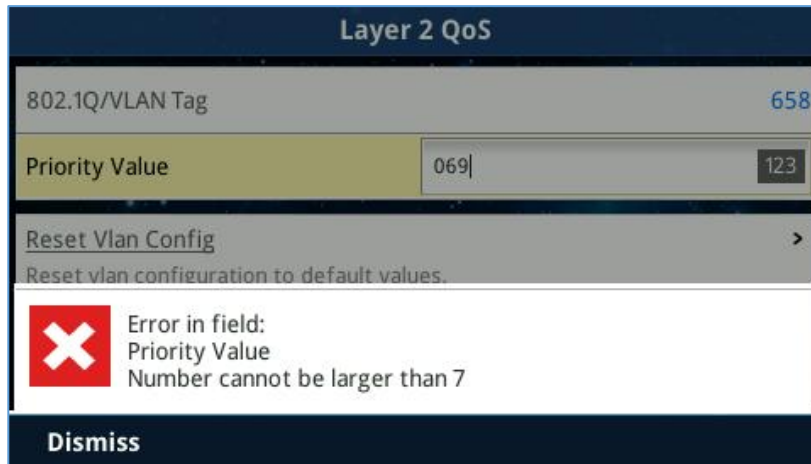 Layer 2 QoS
802.1Q/VLAN Tag 658
Priority Value 069 123
Reset Vlan Config >
Reset vlan configuration to default values.
Error in field:
Priority Value
Number cannot be larger than 7
Dismiss